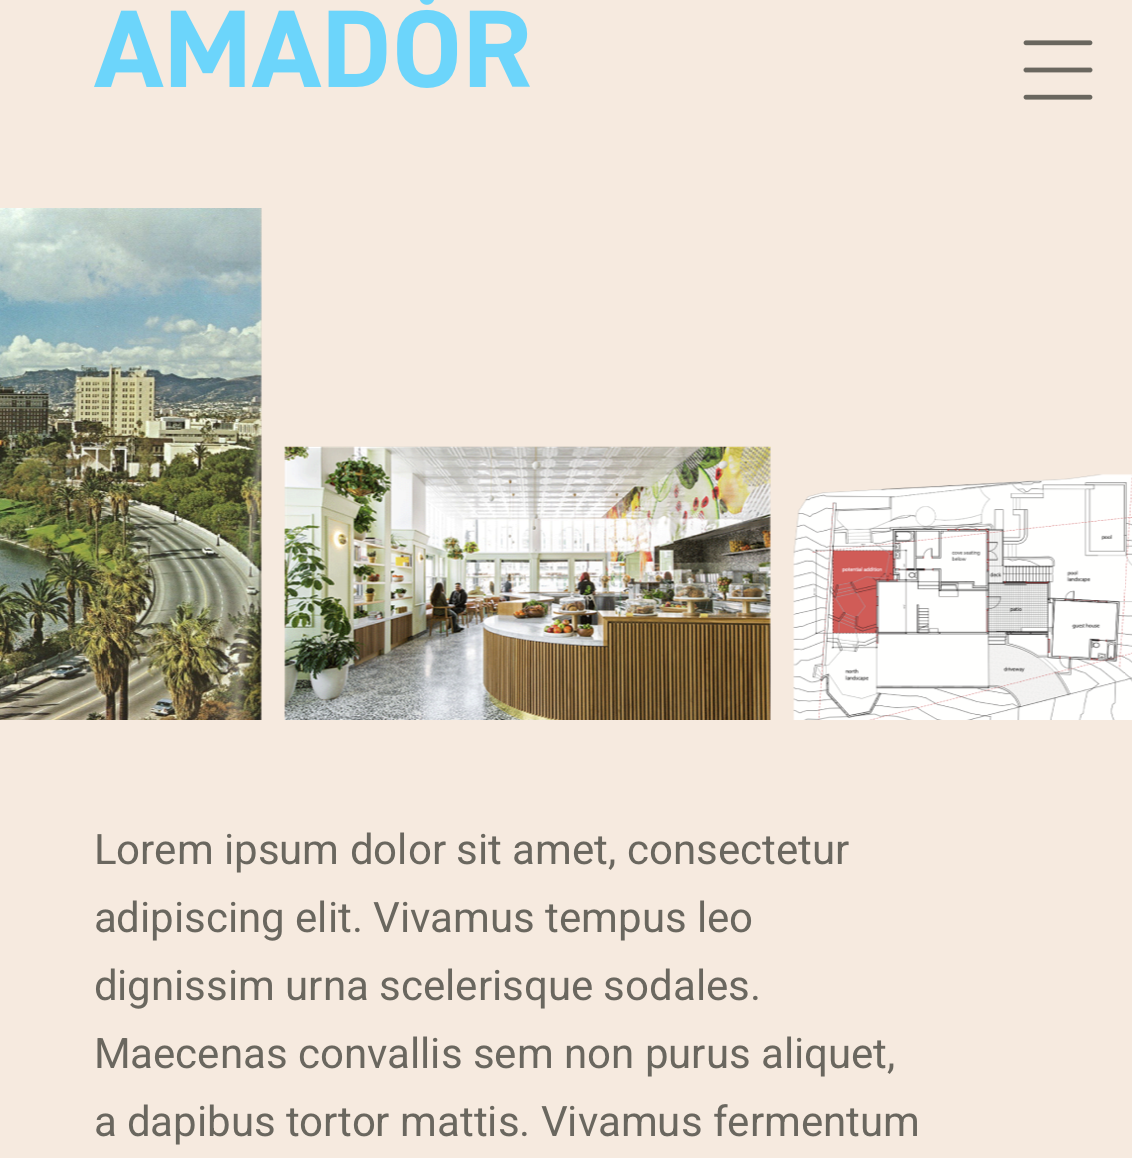 AMADOR
potential addition
cove seating
below
pool
deck
pool
landscape
patio
guest house
north
landscape
driveway
Lorem ipsum dolor sit amet, consectetur
adipiscing elit. Vivamus tempus leo
dignissim urna scelerisque sodales.
Maecenas convallis sem non purus aliquet,
a dapibus tortor mattis. Vivamus fermentum